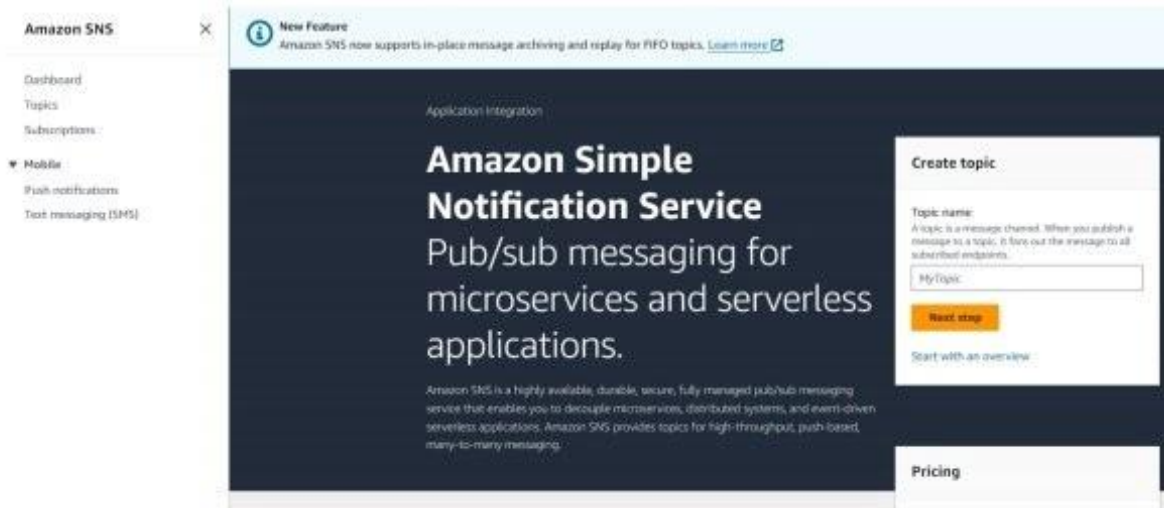 Amazon SNS
Dashboard
Topics
Subscriptions
Mobile
Push notifications
Text messaging (SMS)
New Feature
Amazon SNS now supports in-place message archiving and replay for FIFO topics. Learn more
Application Integration
Amazon Simple
Notification Service
Pub/sub messaging for
microservices and serverless
applications.
Amazon SNS is a highly available, durable, secure, fully managed pub/sub messaging
service that enables you to decouple microservices, distributed systems, and event-driven
serverless applications. Amazon SNS provides topics for high-throughput, push-based,
many-to-many messaging.
Create topic
Topic name
A topic is a message channel. When you publish a
message to a topic, it fans out the message to all
subscribed endpoints.
MyTopic
Next step
Start with an overview
Pricing